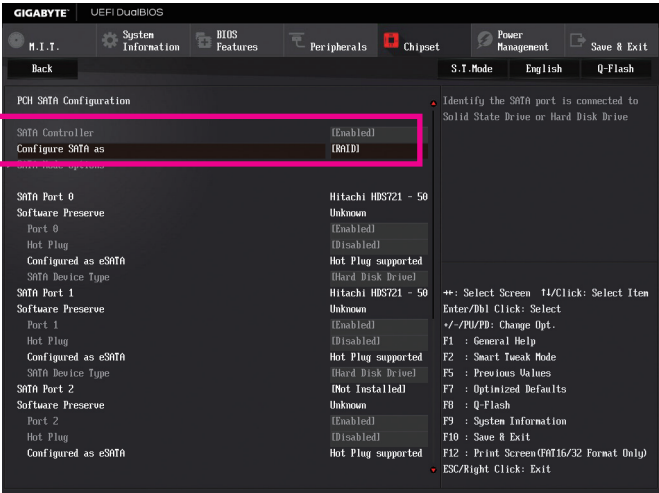 GIGABYTE™ UEFI DualBIOS
M.I.T. System Information BIOS Features Peripherals Chipset Power Management Save & Exit
Back S.T.Mode English Q-Flash
PCH SATA Configuration
SATA Controller [Enabled]
Configure SATA as [RAID]
SATA Mode options
SATA Port 0 Hitachi HDS721 - 50
Software Preserve Unknown
Port 0 [Enabled]
Hot Plug [Disabled]
Configured as eSATA Hot Plug supported
SATA Device Type [Hard Disk Drive]
SATA Port 1 Hitachi HDS721 - 50
Software Preserve Unknown
Port 1 [Enabled]
Hot Plug [Disabled]
Configured as eSATA Hot Plug supported
SATA Device Type [Hard Disk Drive]
SATA Port 2 [Not Installed]
Software Preserve Unknown
Port 2 [Enabled]
Hot Plug [Disabled]
Configured as eSATA Hot Plug supported
Identify the SATA port is connected to
Solid State Drive or Hard Disk Drive
→←: Select Screen ↑↓/Click: Select Item
Enter/Dbl Click: Select
+/-/PU/PD: Change Opt.
F1 : General Help
F2 : Smart Tweak Mode
F5 : Previous Values
F7 : Optimized Defaults
F8 : Q-Flash
F9 : System Information
F10 : Save & Exit
F12 : Print Screen(FAT16/32 Format Only)
ESC/Right Click: Exit